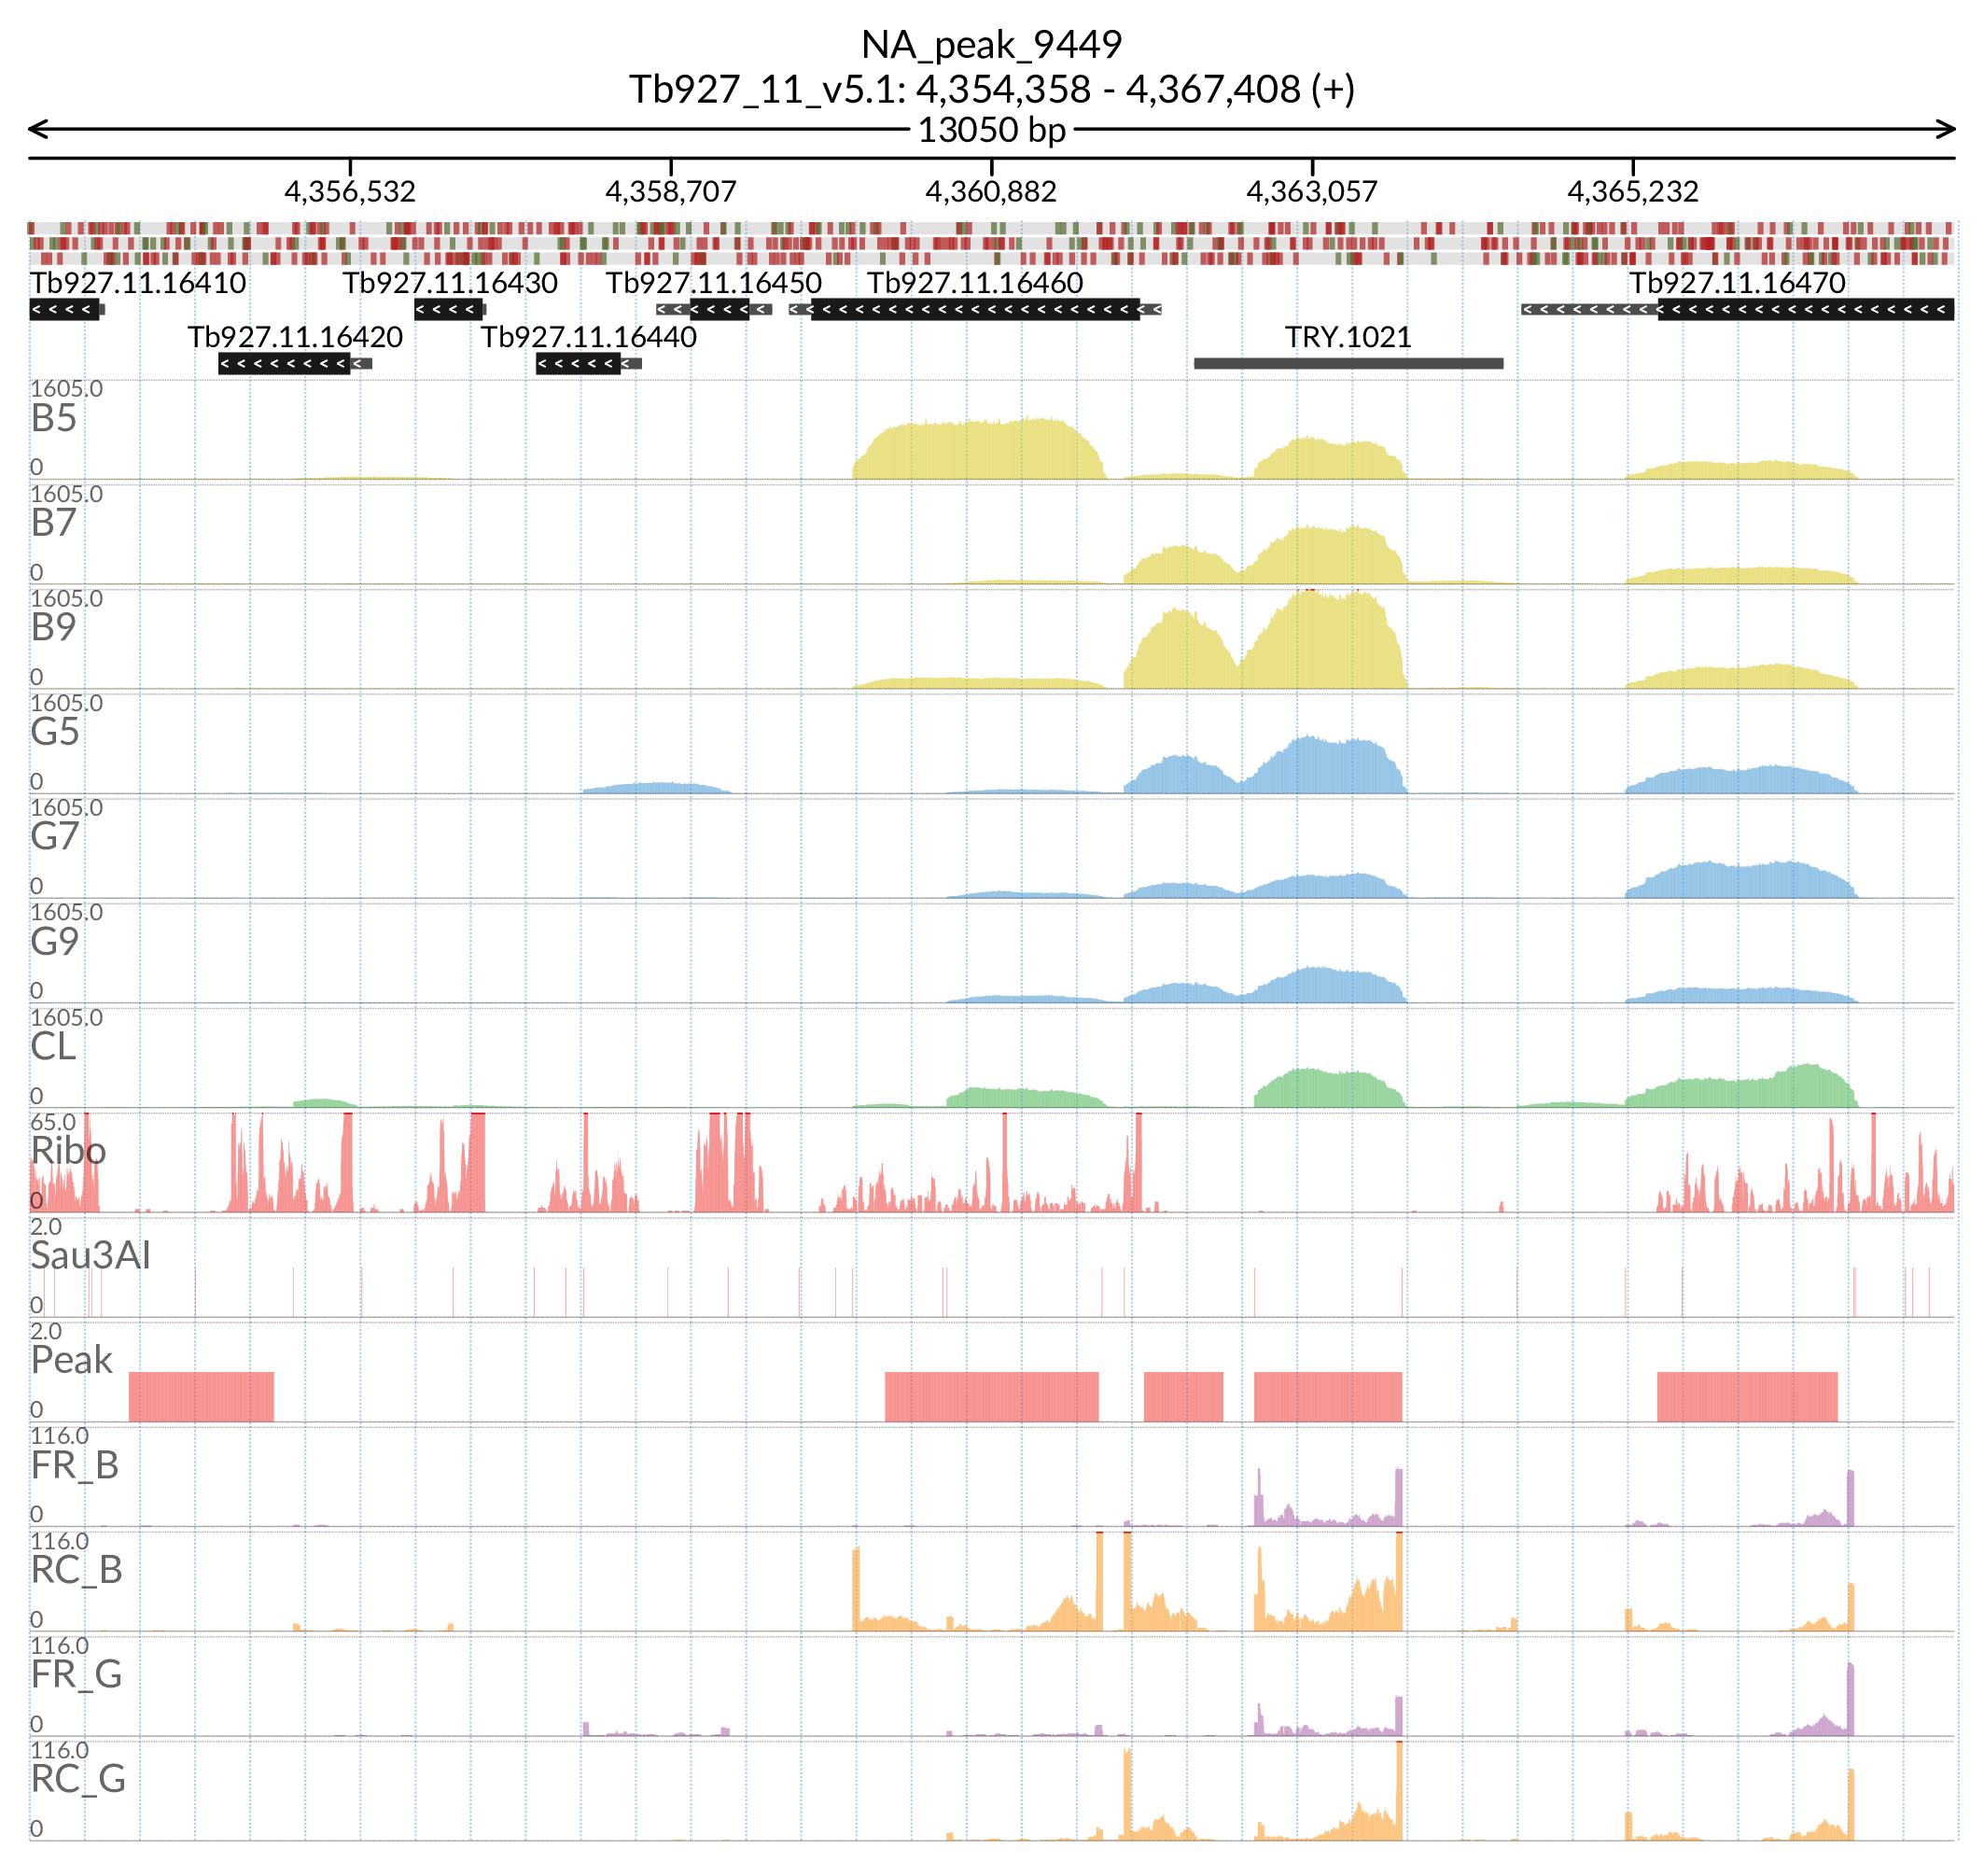 NA_peak_9449
Tb927_11_v5.1: 4,354,358 - 4,367,408 (+)
13050 bp
4,356,532 4,358,707 4,360,882 4,363,057 4,365,232
Tb927.11.16410 Tb927.11.16430 Tb927.11.16450 Tb927.11.16460 Tb927.11.16470
Tb927.11.16420 Tb927.11.16440 TRY.1021
1605.0
B5
0
1605.0
B7
0
1605.0
B9
0
1605.0
G5
0
1605.0
G7
0
1605.0
G9
0
1605.0
CL
0
65.0
Ribo
0
2.0
Sau3AI
0
2.0
Peak
0
116.0
FR_B
0
116.0
RC_B
0
116.0
FR_G
0
116.0
RC_G
0